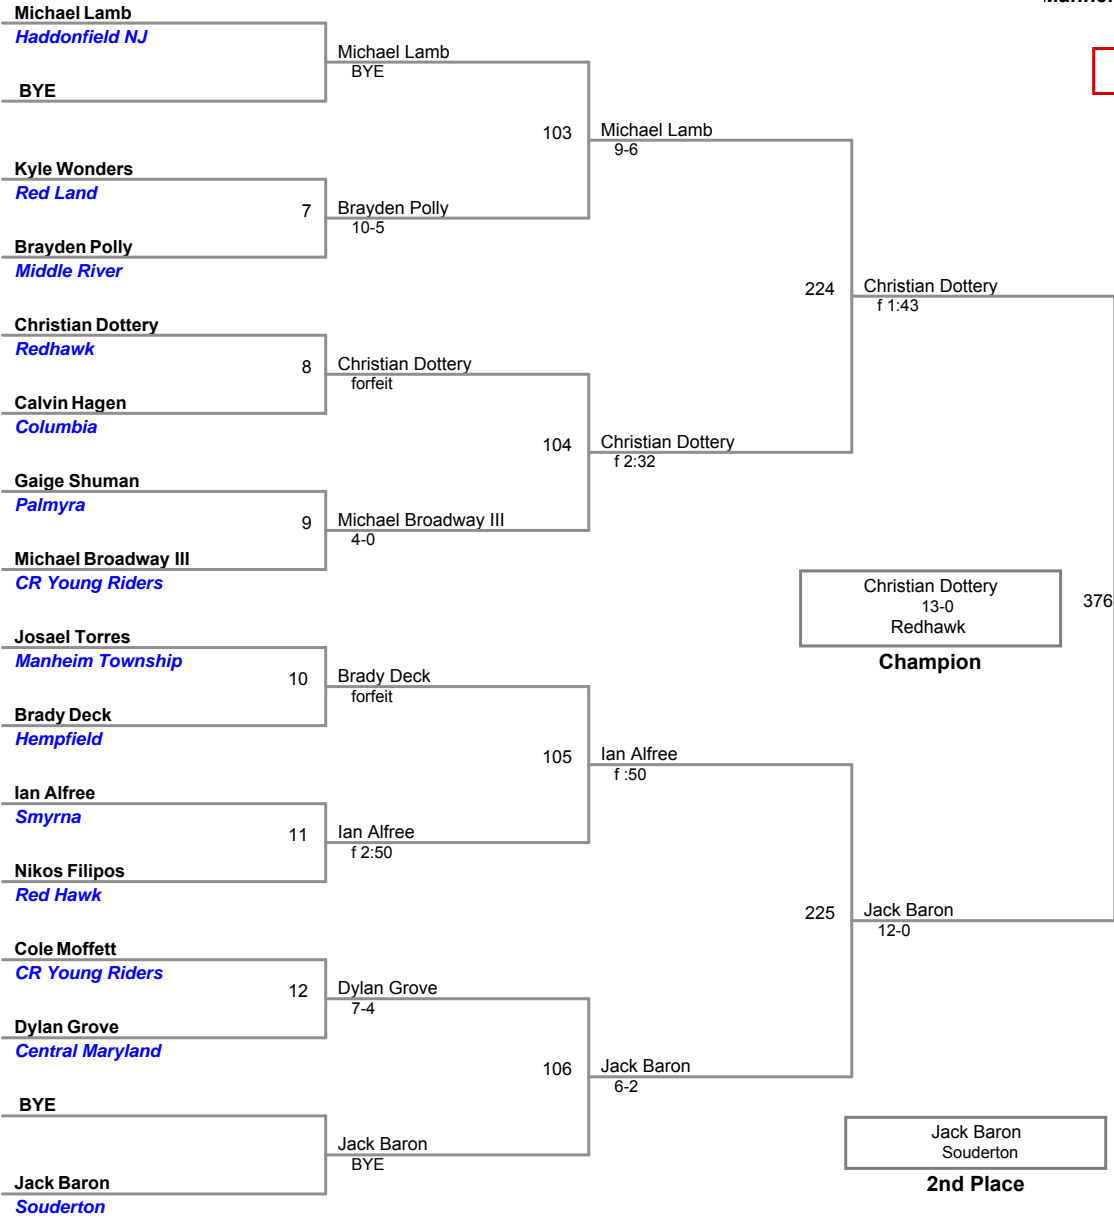 Michael Lamb
Haddonfield NJ
BYE
Kyle Wonders
Red Land
Brayden Polly
Middle River
Christian Dottery
Redhawk
Calvin Hagen
Columbia
Gaige Shuman
Palmyra
Michael Broadway III
CR Young Riders
Josael Torres
Manheim Township
Brady Deck
Hempfield
Ian Alfree
Smyrna
Nikos Filipos
Red Hawk
Cole Moffett
CR Young Riders
Dylan Grove
Central Maryland
BYE
Jack Baron
Souderton
Michael Lamb
BYE
7
Brayden Polly
10-5
8
Christian Dottery
forfeit
9
Michael Broadway III
4-0
10
Brady Deck
forfeit
11
Ian Alfree
f 2:50
12
Dylan Grove
7-4
Jack Baron
BYE
103
Michael Lamb
9-6
104
Christian Dottery
f 2:32
105
Ian Alfree
f :50
106
Jack Baron
6-2
224
Christian Dottery
f 1:43
225
Jack Baron
12-0
376
Christian Dottery
13-0
Redhawk
Champion
Jack Baron
Souderton
2nd Place